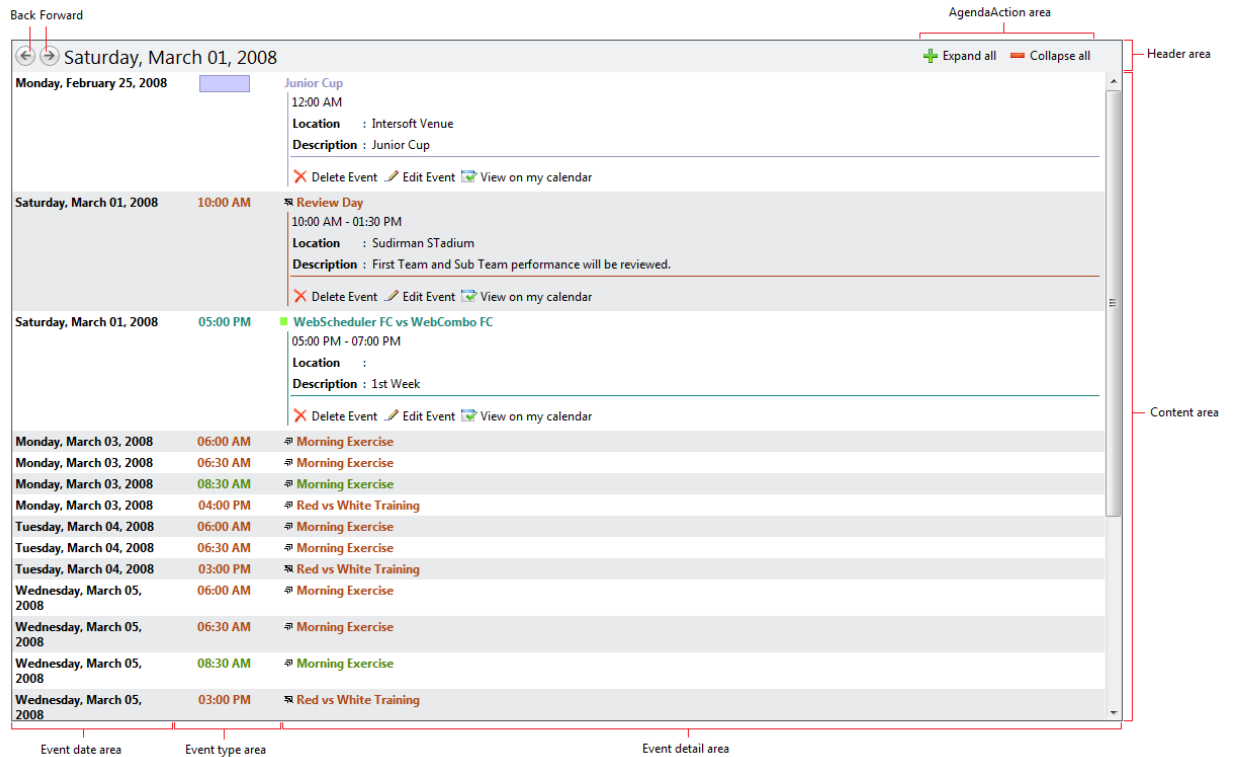 Back Forward
AgendaAction area
Saturday, March 01, 2008
Expand all Collapse all
Header area
Monday, February 25, 2008
Junior Cup
12:00 AM
Location : Intersoft Venue
Description : Junior Cup
Delete Event Edit Event View on my calendar
Saturday, March 01, 2008 10:00 AM Review Day
10:00 AM - 01:30 PM
Location : Sudirman STadium
Description : First Team and Sub Team performance will be reviewed.
Delete Event Edit Event View on my calendar
Saturday, March 01, 2008 05:00 PM WebScheduler FC vs WebCombo FC
05:00 PM - 07:00 PM
Location :
Description : 1st Week
Delete Event Edit Event View on my calendar
Content area
Monday, March 03, 2008 06:00 AM Morning Exercise
Monday, March 03, 2008 06:30 AM Morning Exercise
Monday, March 03, 2008 08:30 AM Morning Exercise
Monday, March 03, 2008 04:00 PM Red vs White Training
Tuesday, March 04, 2008 06:00 AM Morning Exercise
Tuesday, March 04, 2008 06:30 AM Morning Exercise
Tuesday, March 04, 2008 03:00 PM Red vs White Training
Wednesday, March 05, 06:00 AM Morning Exercise
2008
Wednesday, March 05, 06:30 AM Morning Exercise
2008
Wednesday, March 05, 08:30 AM Morning Exercise
2008
Wednesday, March 05, 03:00 PM Red vs White Training
2008
Event date area Event type area Event detail area